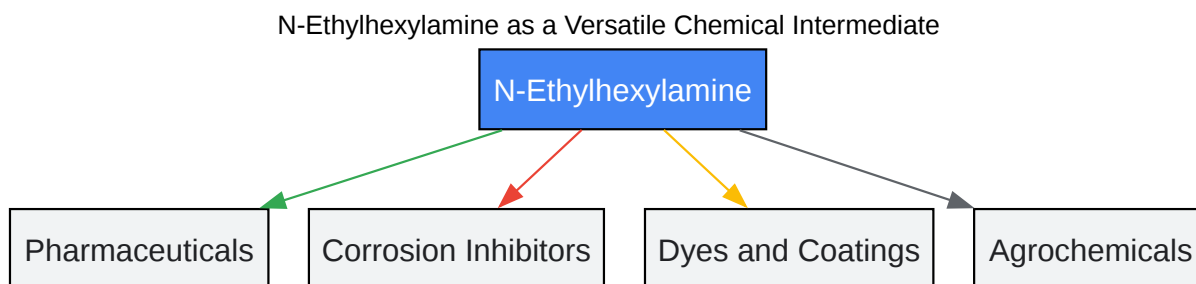 N-Ethylhexylamine as a Versatile Chemical Intermediate
N-Ethylhexylamine
Pharmaceuticals
Corrosion Inhibitors
Dyes and Coatings
Agrochemicals